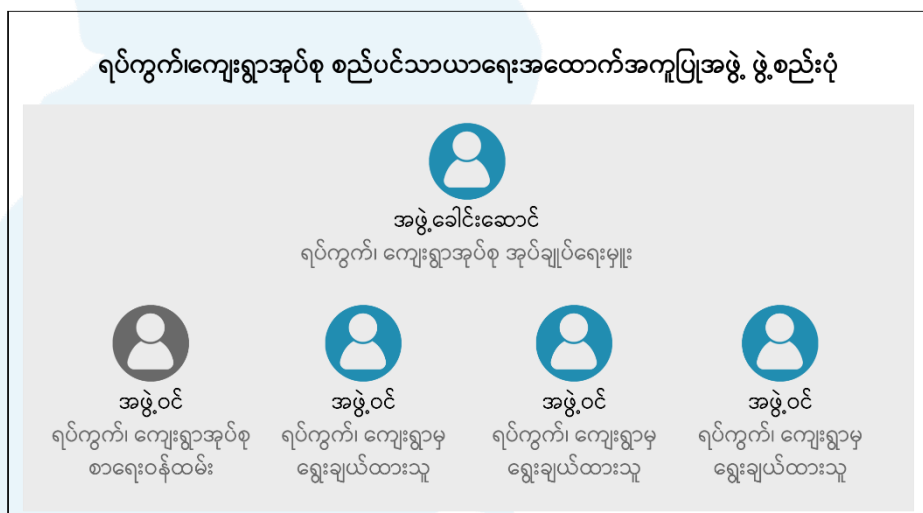 ရပ်ကွက်၊ကျေးရွာအုပ်စု စည်ပင်သာယာရေးအထောက်အကူပြုအဖွဲ့ ဖွဲ့စည်းပုံ
အဖွဲ့ခေါင်းဆောင်
ရပ်ကွက်၊ ကျေးရွာအုပ်စု အုပ်ချုပ်ရေးမှူး
အဖွဲ့ဝင်
ရပ်ကွက်၊ ကျေးရွာအုပ်စု
စာရေးဝန်ထမ်း
အဖွဲ့ဝင်
ရပ်ကွက်၊ ကျေးရွာမှ
ရွေးချယ်ထားသူ
အဖွဲ့ဝင်
ရပ်ကွက်၊ ကျေးရွာမှ
ရွေးချယ်ထားသူ
အဖွဲ့ဝင်
ရပ်ကွက်၊ ကျေးရွာမှ
ရွေးချယ်ထားသူ